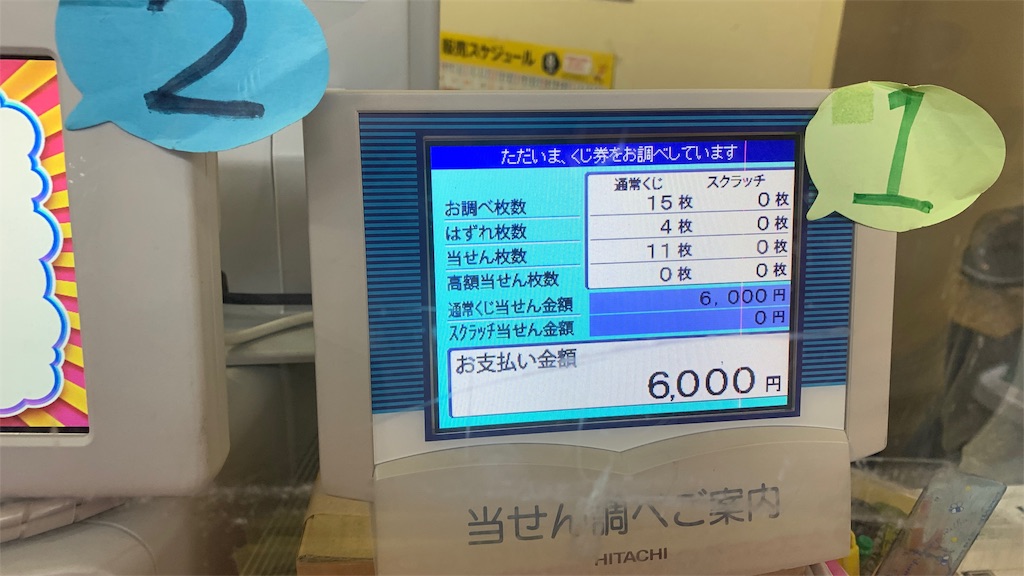 2
販売スケジュール
1
ただいま、くじ券をお調べしています
通常くじ スクラッチ
お調べ枚数 15枚 0枚
はずれ枚数 4枚 0枚
当せん枚数 11枚 0枚
高額当せん枚数 0枚 0枚
通常くじ当せん金額 6,000円
スクラッチ当せん金額 0円
お支払い金額
6,000円
当せん調べご案内
HITACHI